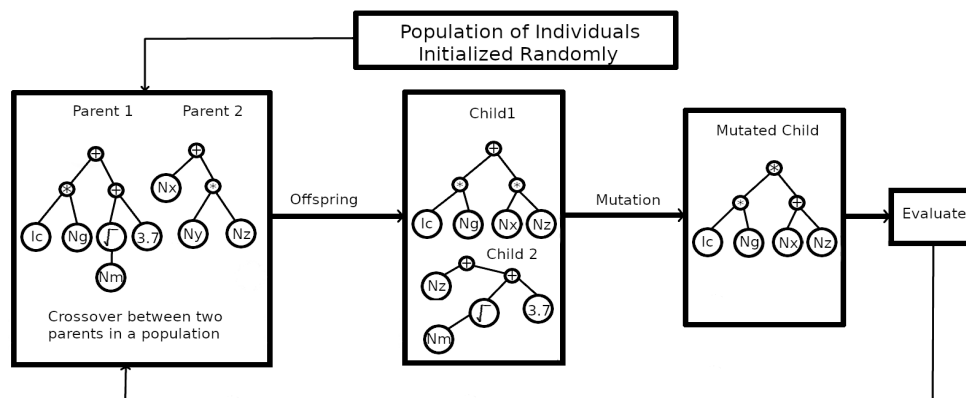 Population of Individuals
Initialized Randomly
Parent 1
Parent 2
+
+
*
+
Nx
*
Ic
Ng
√
3.7
Ny
Nz
Nm
Crossover between two
parents in a population
Offspring
Child1
+
*
*
Ic
Ng
Nx
Nz
Child 2
+
+
Nz
√
3.7
Nm
Mutation
Mutated Child
*
*
+
Ic
Ng
Nx
Nz
Evaluate